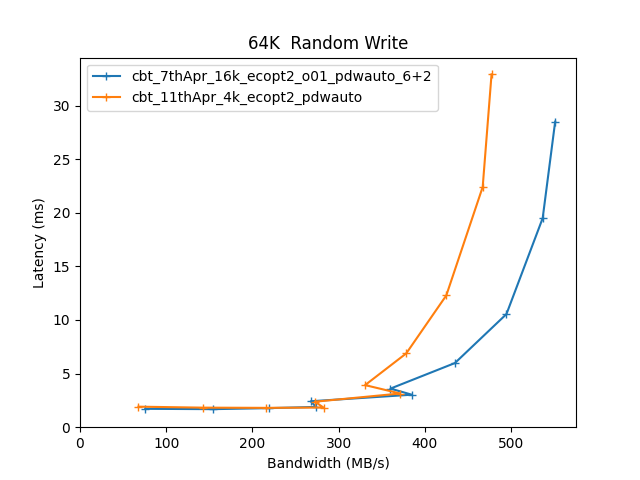 64K  Random Write
cbt_7thApr_16k_ecopt2_o01_pdwauto_6+2
cbt_11thApr_4k_ecopt2_pdwauto
Latency (ms)
30
25
20
15
10
5
0
0 100 200 300 400 500
Bandwidth (MB/s)